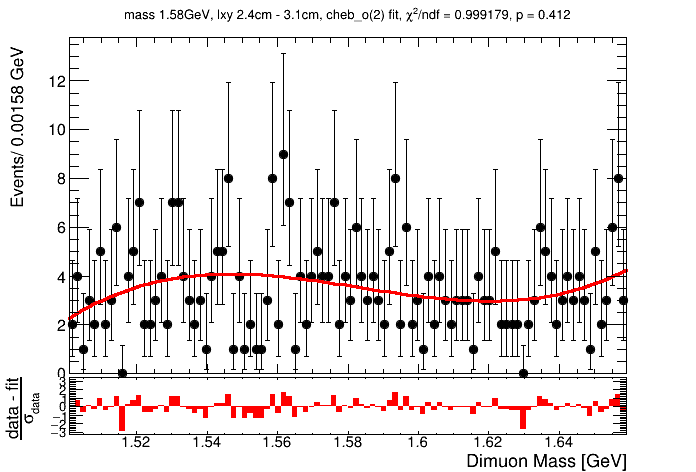 mass 1.58GeV, lxy 2.4cm - 3.1cm, cheb_o(2) fit, χ²/ndf = 0.999179, p = 0.412
Events/ 0.00158 GeV
12
10
8
6
4
2
0
data - fit
σdata
3
2
1
0
−1
−2
−3
1.52 1.54 1.56 1.58 1.6 1.62 1.64
Dimuon Mass [GeV]